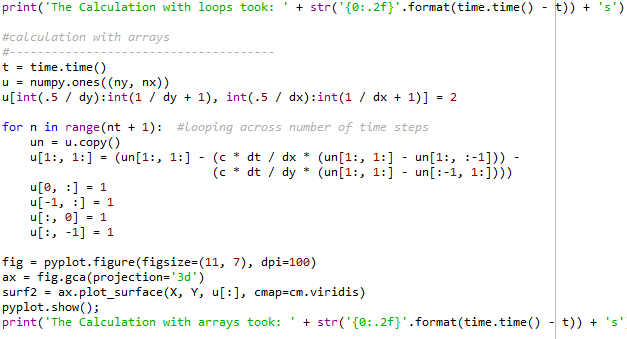 print('The Calculation with loops took: ' + str('{0:.2f}'.format(time.time() - t)) + 's')
#calculation with arrays
#-------------------------------------
t = time.time()
u = numpy.ones((ny, nx))
u[int(.5 / dy):int(1 / dy + 1), int(.5 / dx):int(1 / dx + 1)] = 2
for n in range(nt + 1):  #looping across number of time steps
    un = u.copy()
    u[1:, 1:] = (un[1:, 1:] - (c * dt / dx * (un[1:, 1:] - un[1:, :-1])) -
                              (c * dt / dy * (un[1:, 1:] - un[:-1, 1:])))
    u[0, :] = 1
    u[-1, :] = 1
    u[:, 0] = 1
    u[:, -1] = 1
fig = pyplot.figure(figsize=(11, 7), dpi=100)
ax = fig.gca(projection='3d')
surf2 = ax.plot_surface(X, Y, u[:], cmap=cm.viridis)
pyplot.show();
print('The Calculation with arrays took: ' + str('{0:.2f}'.format(time.time() - t)) + 's'